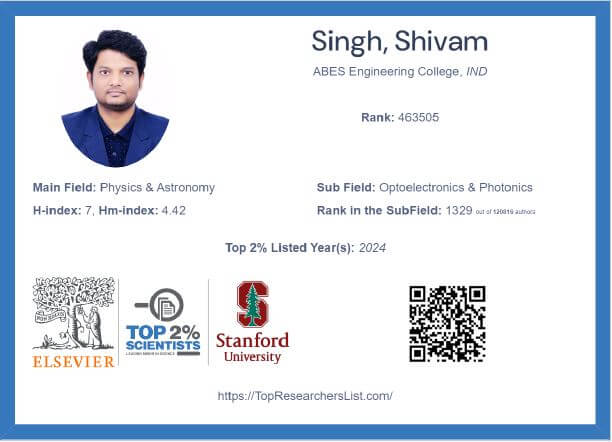 Singh, Shivam
ABES Engineering College, IND
Rank: 463505
Main Field: Physics & Astronomy
Sub Field: Optoelectronics & Photonics
H-index: 7, Hm-index: 4.42
Rank in the SubField: 1329 out of 120815 authors
Top 2% Listed Year(s): 2024
ELSEVIER
TOP 2%
SCIENTISTS
S
Stanford
University
https://TopResearchersList.com/